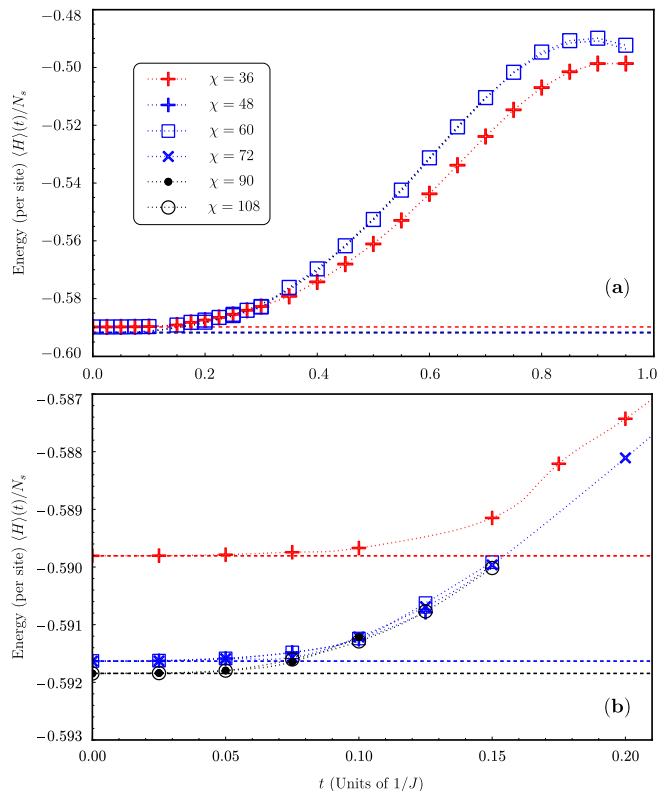 −0.48
−0.50
−0.52
−0.54
−0.56
−0.58
−0.60
Energy (per site) ⟨H⟩(t)/Nₛ
χ = 36
χ = 48
χ = 60
χ = 72
χ = 90
χ = 108
(a)
0.0 0.2 0.4 0.6 0.8 1.0
−0.587
−0.588
−0.589
−0.590
−0.591
−0.592
−0.593
Energy (per site) ⟨H⟩(t)/Nₛ
(b)
0.00 0.05 0.10 0.15 0.20
t (Units of 1/J)